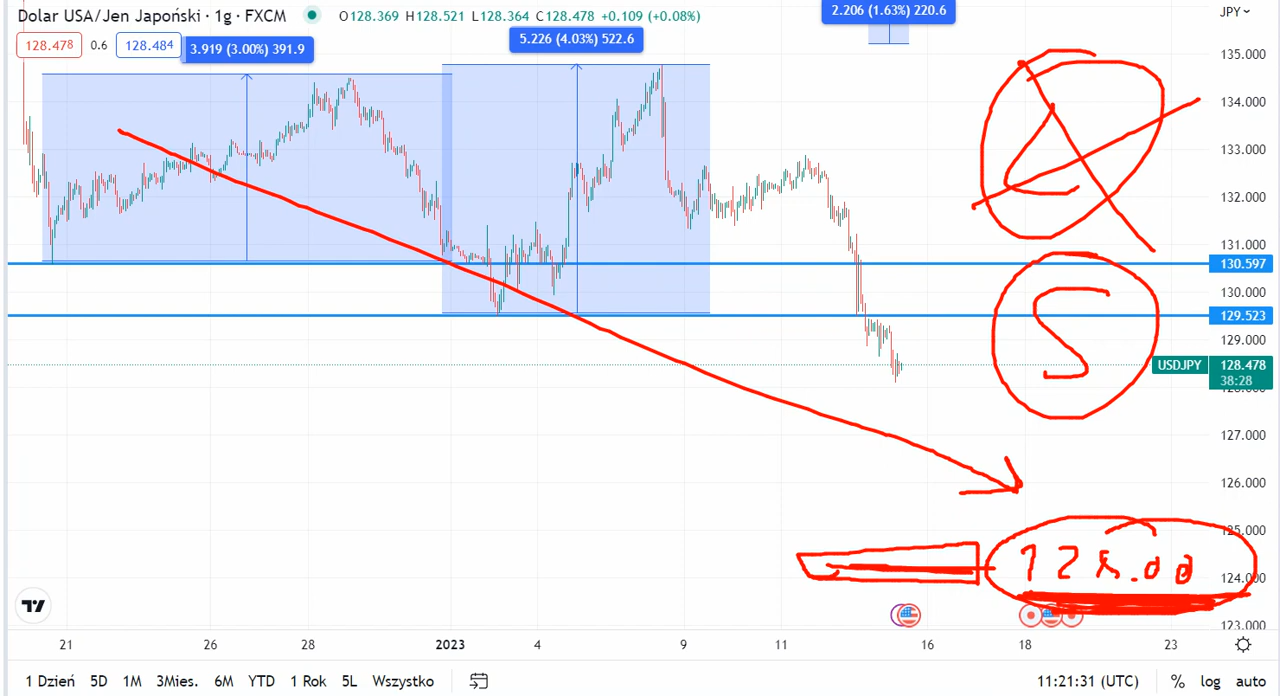 Dolar USA/Jen Japoński · 1g · FXCM O128.369 H128.521 L128.364 C128.478 +0.109 (+0.08%)
2.206 (1.63%) 220.6
JPY
128.478 0.6 128.484
3.919 (3.00%) 391.9
5.226 (4.03%) 522.6
135.000
134.000
133.000
132.000
131.000
130.597
130.000
129.523
129.000
USDJPY 128.478
38:28
128.000
127.000
126.000
125.000
124.000
123.000
S
125.00
21 26 28 2023 4 9 11 16 18 23
1 Dzień 5D 1M 3Mies. 6M YTD 1 Rok 5L Wszystko 11:21:31 (UTC) % log auto